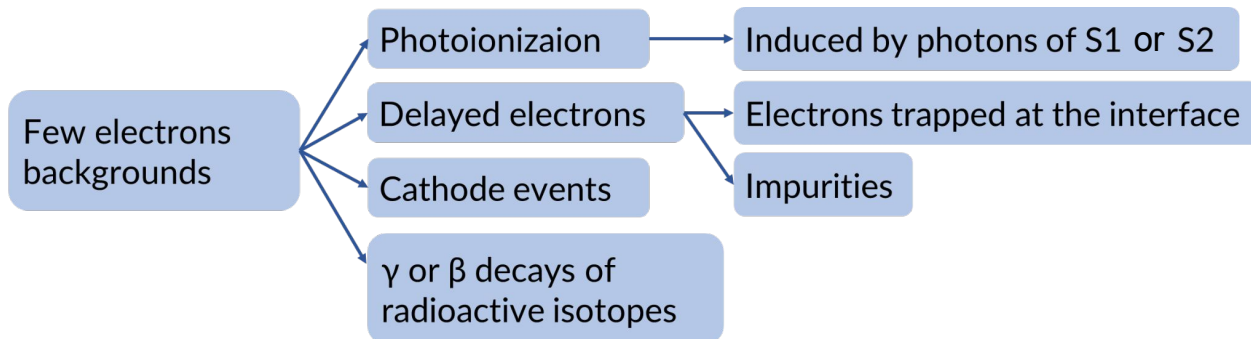 Few electrons
backgrounds
Photoionizaion
Induced by photons of S1 or S2
Delayed electrons
Electrons trapped at the interface
Impurities
Cathode events
γ or β decays of
radioactive isotopes